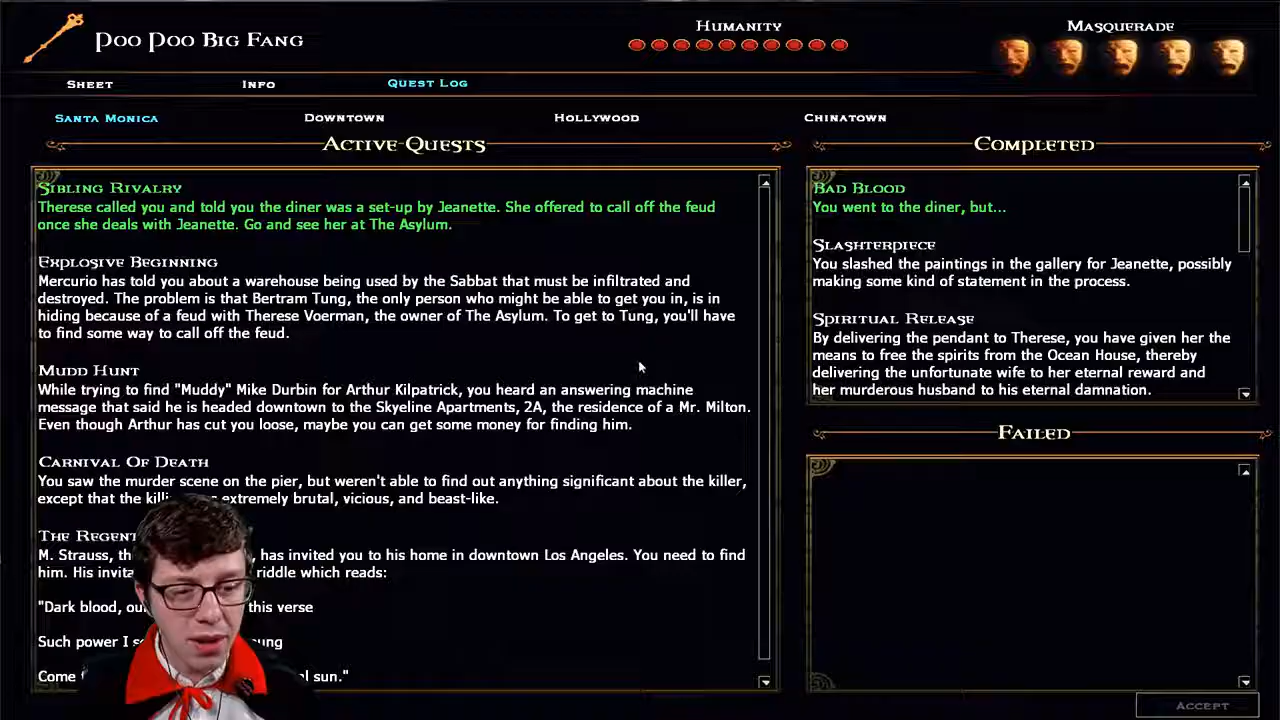 Poo Poo Big Fang
Humanity
Masquerade
Sheet
Info
Quest Log
Santa Monica
Downtown
Hollywood
Chinatown
Active Quests
Sibling Rivalry
Therese called you and told you the diner was a set-up by Jeanette. She offered to call off the feud
once she deals with Jeanette. Go and see her at The Asylum.
Explosive Beginning
Mercurio has told you about a warehouse being used by the Sabbat that must be infiltrated and
destroyed. The problem is that Bertram Tung, the only person who might be able to get you in, is in
hiding because of a feud with Therese Voerman, the owner of The Asylum. To get to Tung, you'll have
to find some way to call off the feud.
Mudd Hunt
While trying to find "Muddy" Mike Durbin for Arthur Kilpatrick, you heard an answering machine
message that said he is headed downtown to the Skyeline Apartments, 2A, the residence of a Mr. Milton.
Even though Arthur has cut you loose, maybe you can get some money for finding him.
Carnival Of Death
You saw the murder scene on the pier, but weren't able to find out anything significant about the killer,
except that the extremely brutal, vicious, and beast-like.
The Regent
M. Strauss, has invited you to his home in downtown Los Angeles. You need to find
him. His riddle which reads:
"Dark blood, this verse
Such power I
Come sun."
Completed
Bad Blood
You went to the diner, but...
Slashterpiece
You slashed the paintings in the gallery for Jeanette, possibly
making some kind of statement in the process.
Spiritual Release
By delivering the pendant to Therese, you have given her the
means to free the spirits from the Ocean House, thereby
delivering the unfortunate wife to her eternal reward and
her murderous husband to his eternal damnation.
Failed
Accept